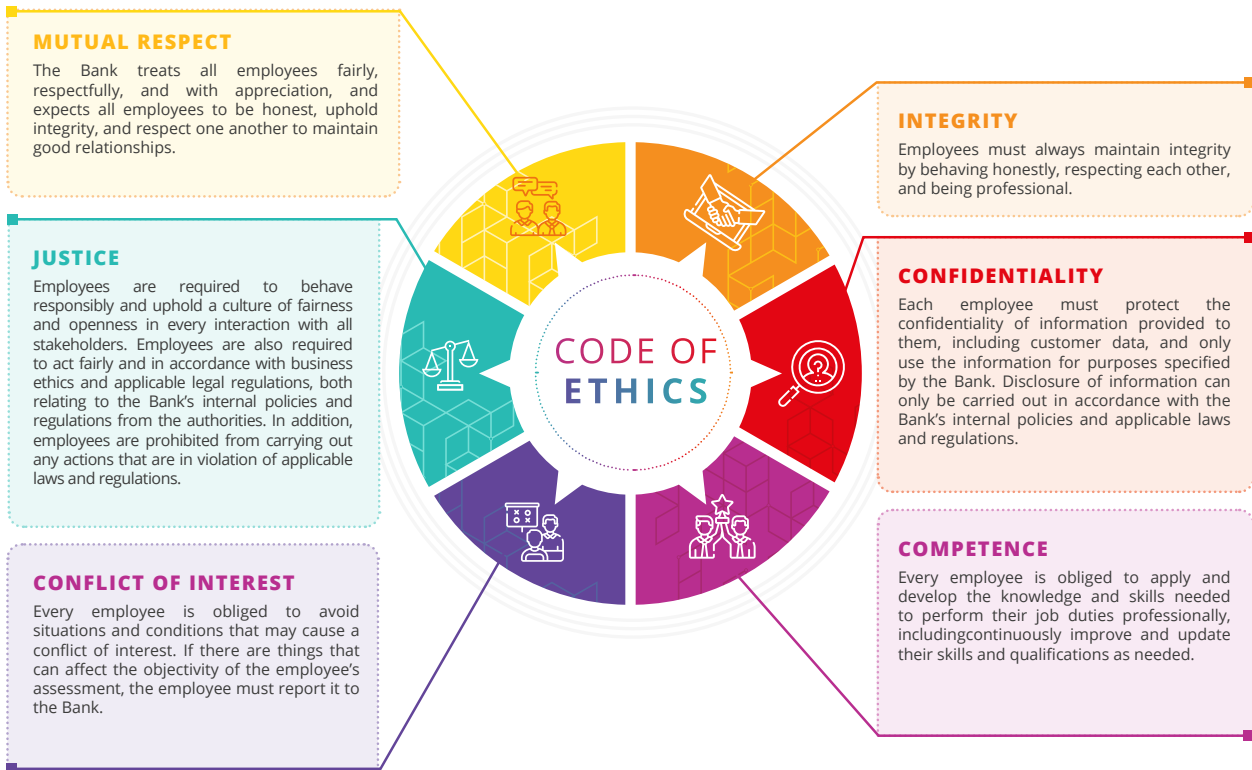 MUTUAL RESPECT
The Bank treats all employees fairly,
respectfully, and with appreciation, and
expects all employees to be honest, uphold
integrity, and respect one another to maintain
good relationships.
JUSTICE
Employees are required to behave
responsibly and uphold a culture of fairness
and openness in every interaction with all
stakeholders. Employees are also required
to act fairly and in accordance with business
ethics and applicable legal regulations, both
relating to the Bank’s internal policies and
regulations from the authorities. In addition,
employees are prohibited from carrying out
any actions that are in violation of applicable
laws and regulations.
CONFLICT OF INTEREST
Every employee is obliged to avoid
situations and conditions that may cause a
conflict of interest. If there are things that
can affect the objectivity of the employee’s
assessment, the employee must report it to
the Bank.
CODE OF
ETHICS
INTEGRITY
Employees must always maintain integrity
by behaving honestly, respecting each other,
and being professional.
CONFIDENTIALITY
Each employee must protect the
confidentiality of information provided to
them, including customer data, and only
use the information for purposes specified
by the Bank. Disclosure of information can
only be carried out in accordance with the
Bank’s internal policies and applicable laws
and regulations.
COMPETENCE
Every employee is obliged to apply and
develop the knowledge and skills needed
to perform their job duties professionally,
includingcontinuously improve and update
their skills and qualifications as needed.